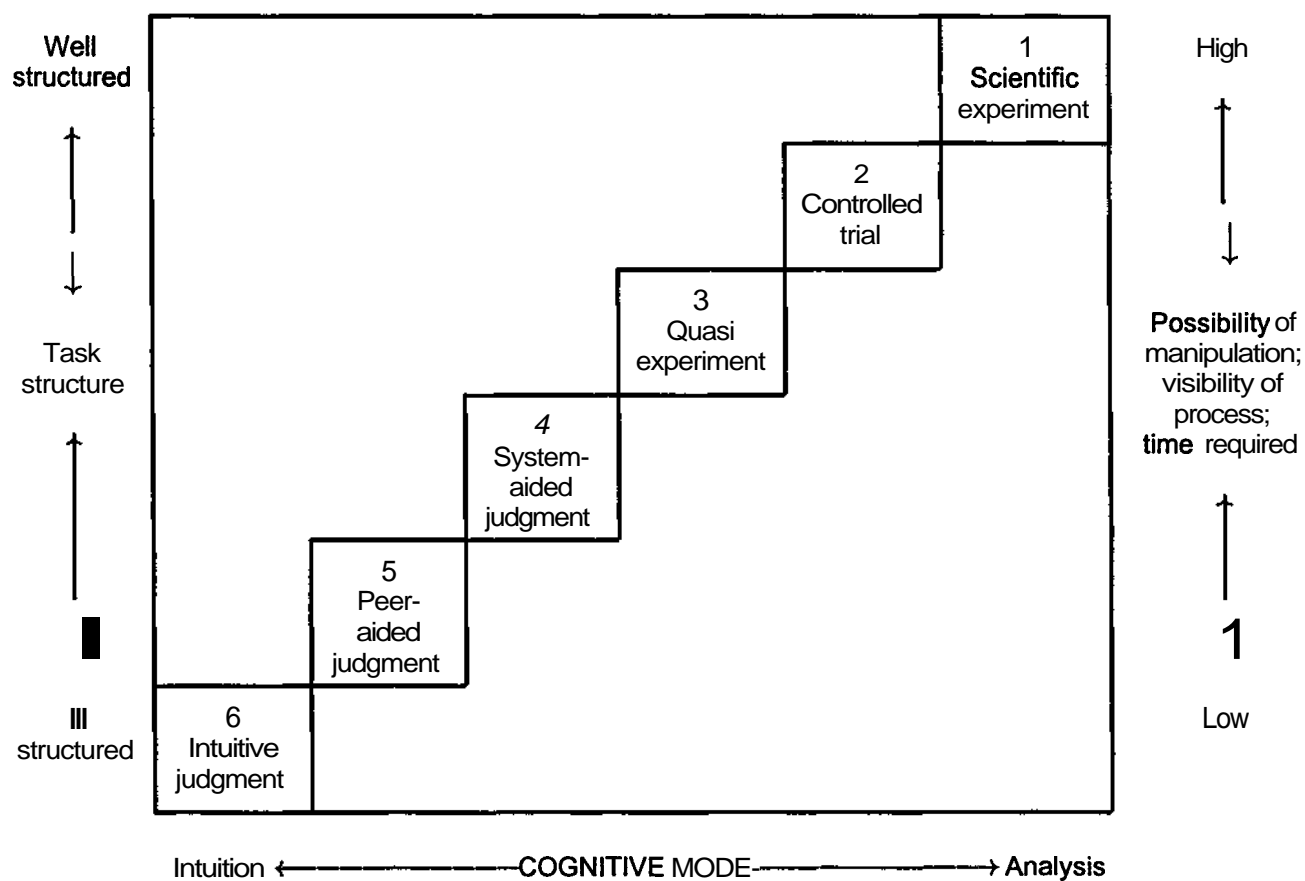 Well
structured
Task
structure
Ill
structured
1
Scientific
experiment
2
Controlled
trial
3
Quasi
experiment
4
System-
aided
judgment
5
Peer-
aided
judgment
6
Intuitive
judgment
High
Possibility of
manipulation;
visibility of
process;
time required
1
Low
Intuition COGNITIVE MODE- Analysis